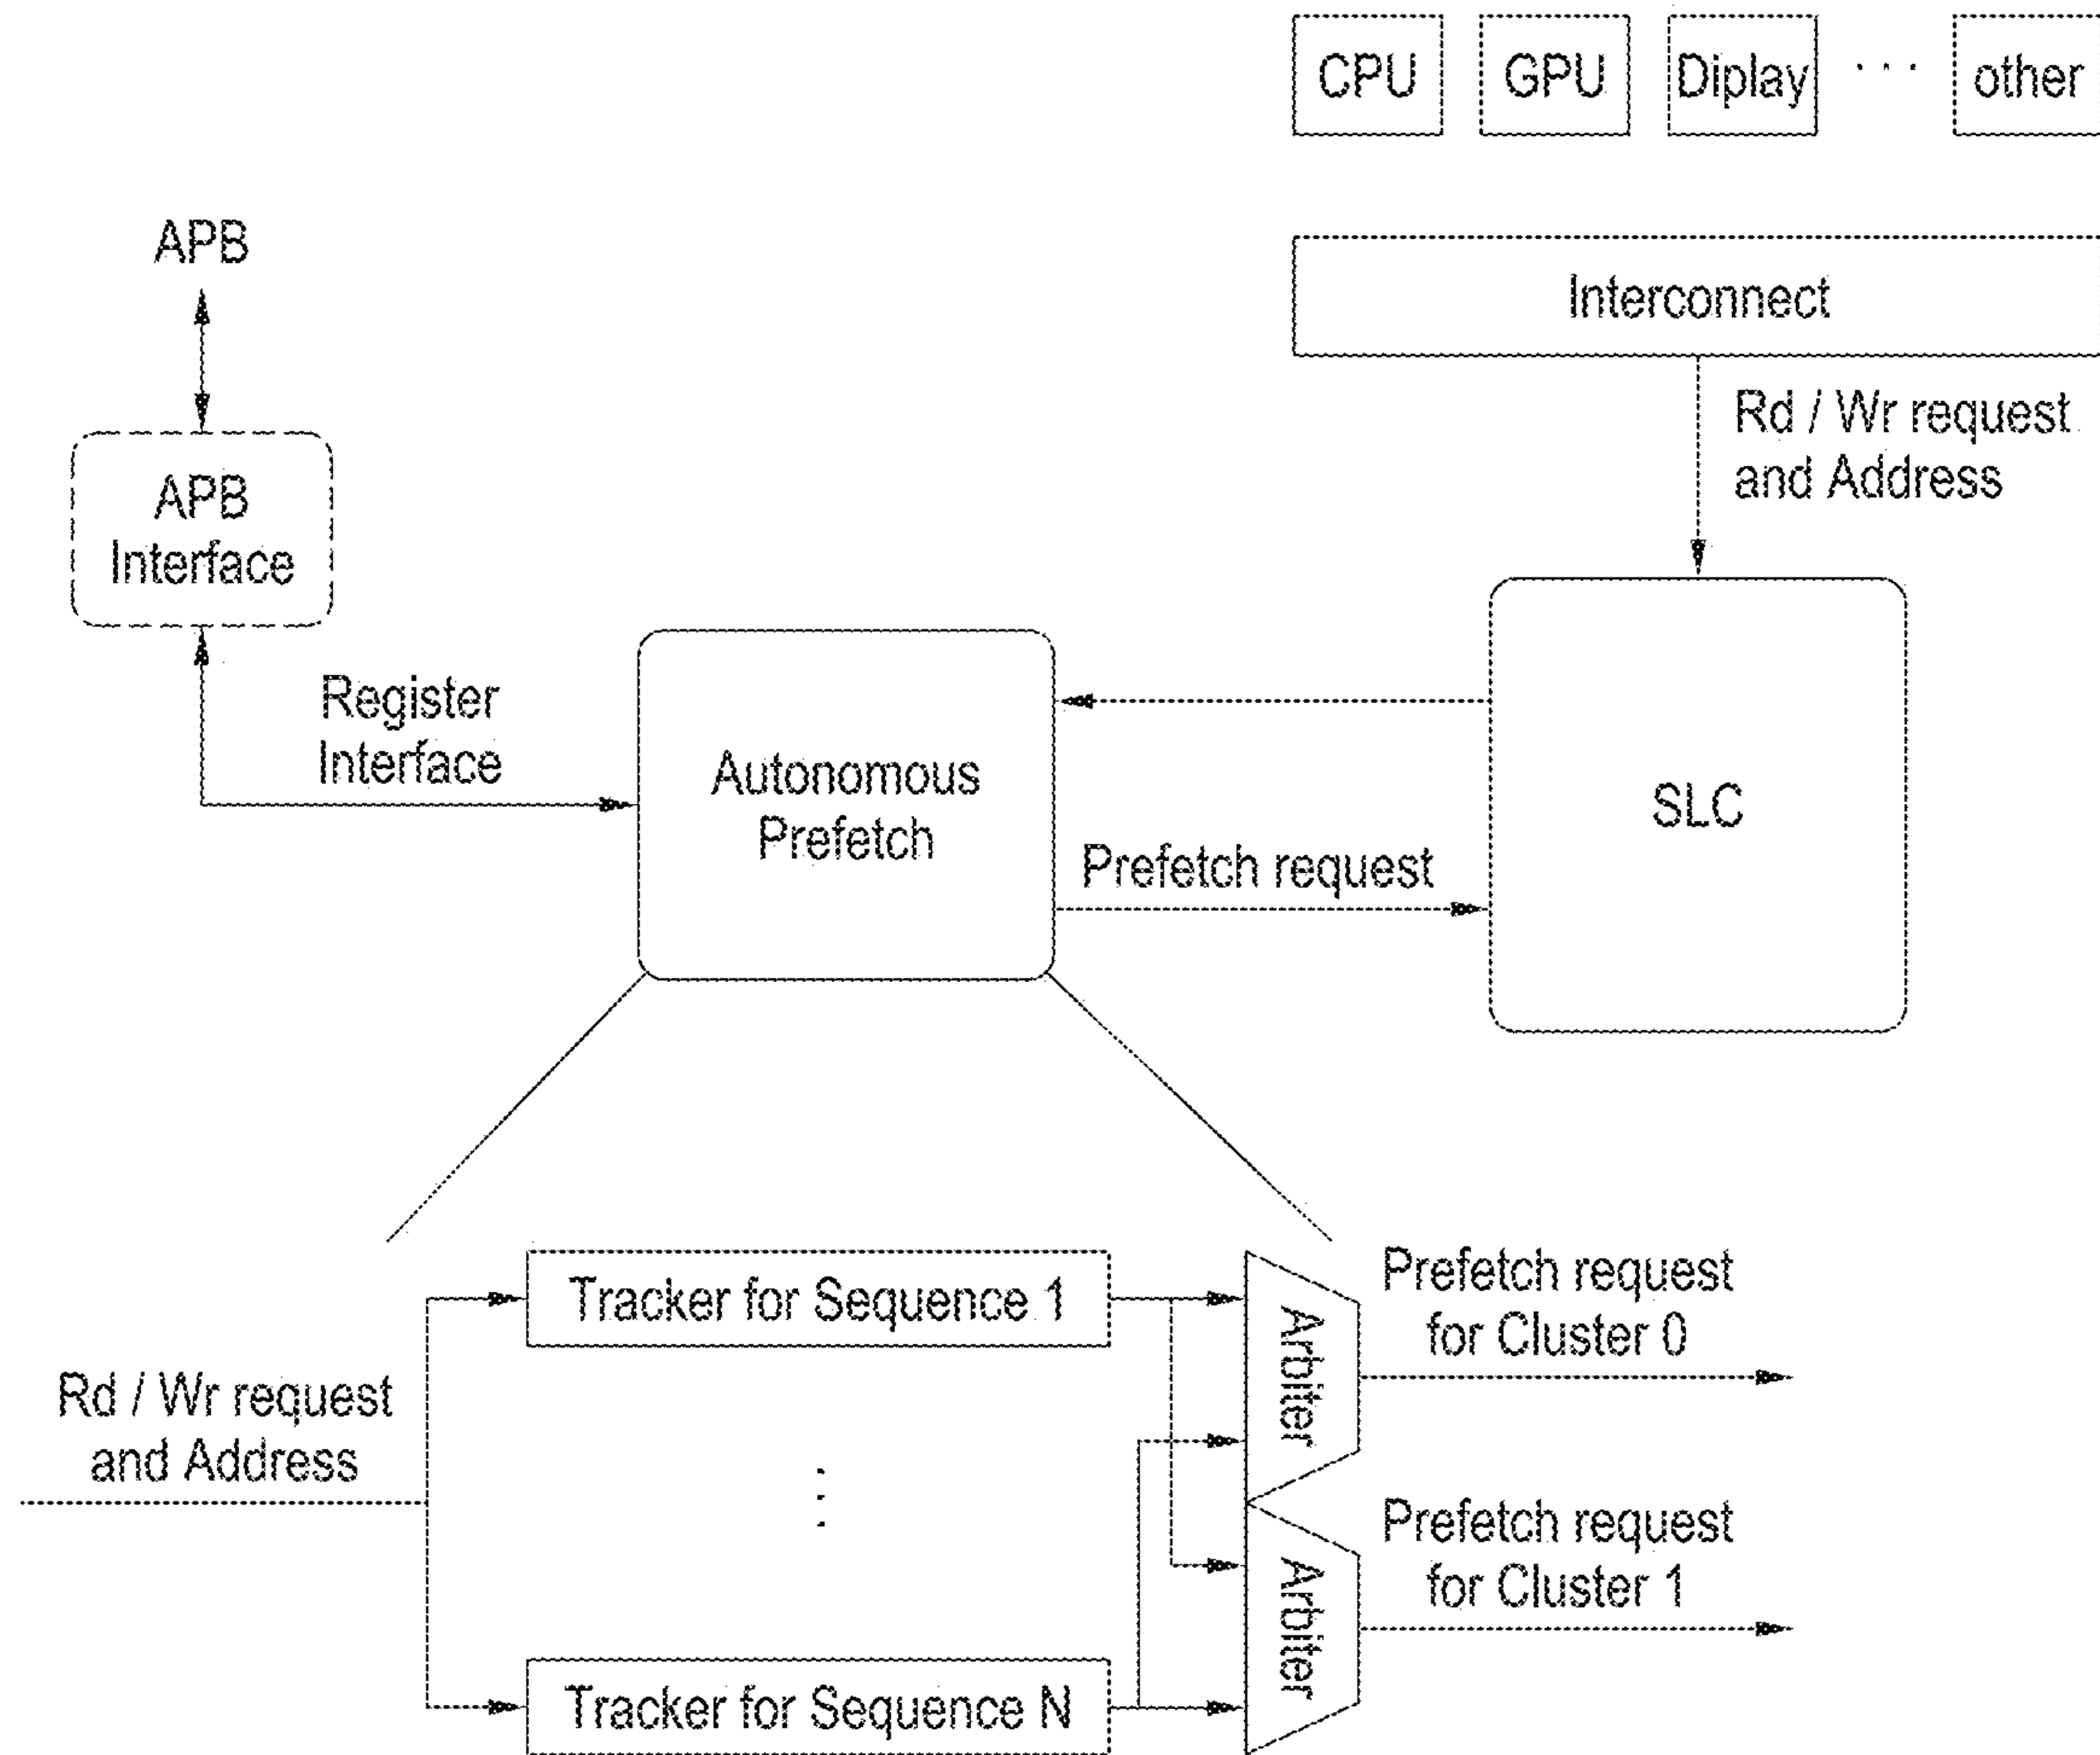 CPU
GPU
Diplay
. . .
other
APB
Interconnect
Rd / Wr request
and Address
APB
Interface
Register
Interface
Autonomous
Prefetch
SLC
Prefetch request
Tracker for Sequence 1
Arbiter
Prefetch request
for Cluster 0
Rd / Wr request
and Address
Prefetch request
for Cluster 1
Arbiter
Tracker for Sequence N